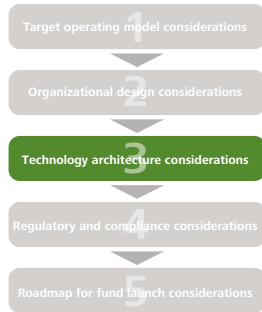 1
Target operating model considerations
2
Organizational design considerations
3
Technology architecture considerations
4
Regulatory and compliance considerations
5
Roadmap for fund launch considerations